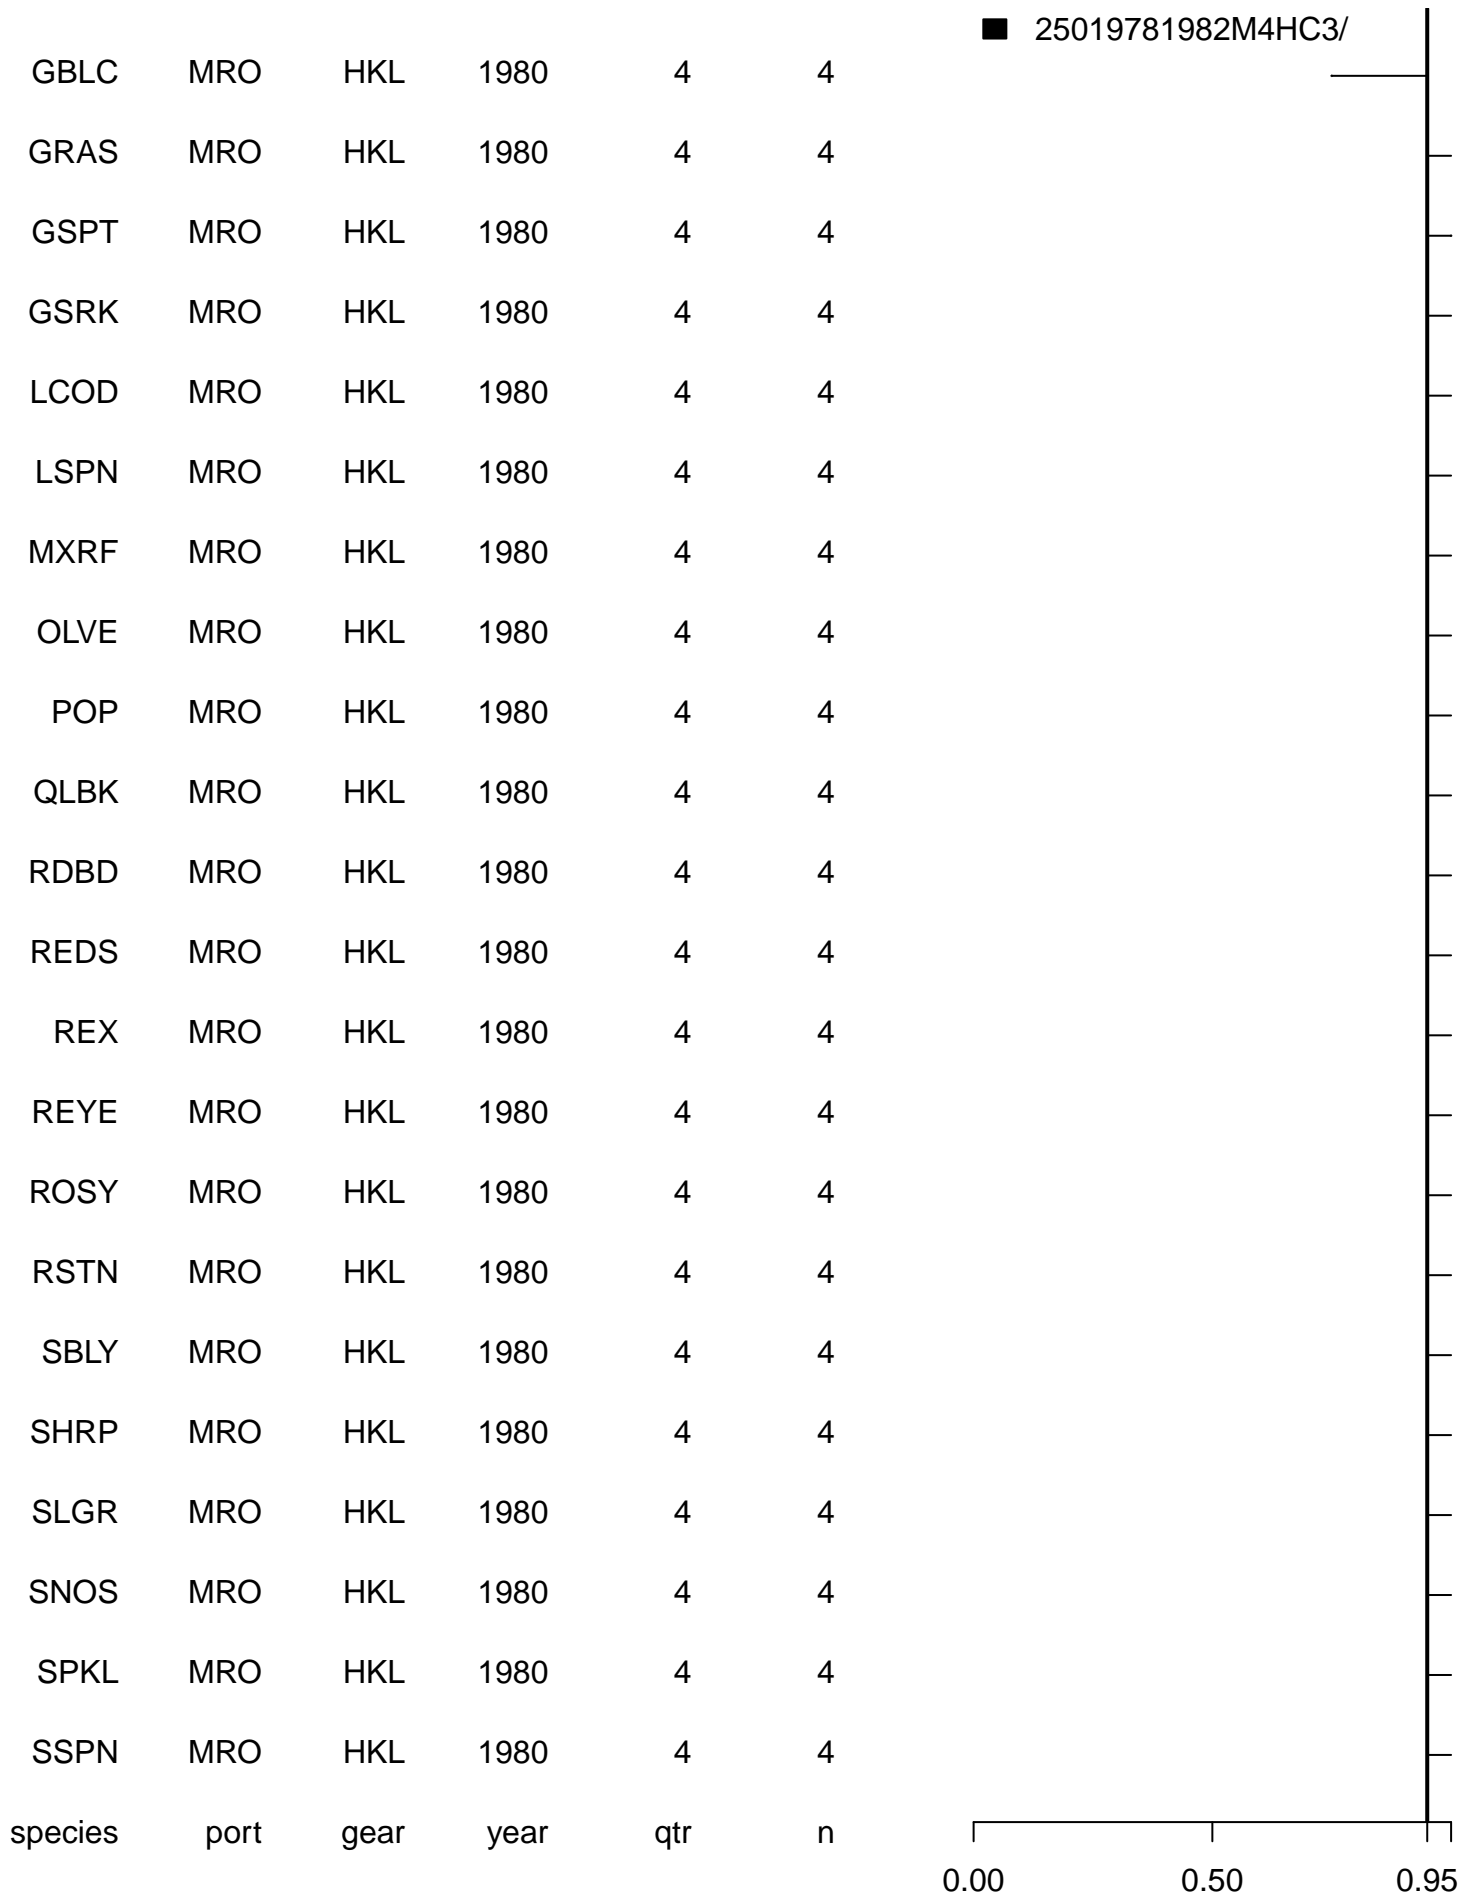 25019781982M4HC3/
GBLC MRO HKL 1980 4 4
GRAS MRO HKL 1980 4 4
GSPT MRO HKL 1980 4 4
GSRK MRO HKL 1980 4 4
LCOD MRO HKL 1980 4 4
LSPN MRO HKL 1980 4 4
MXRF MRO HKL 1980 4 4
OLVE MRO HKL 1980 4 4
POP MRO HKL 1980 4 4
QLBK MRO HKL 1980 4 4
RDBD MRO HKL 1980 4 4
REDS MRO HKL 1980 4 4
REX MRO HKL 1980 4 4
REYE MRO HKL 1980 4 4
ROSY MRO HKL 1980 4 4
RSTN MRO HKL 1980 4 4
SBLY MRO HKL 1980 4 4
SHRP MRO HKL 1980 4 4
SLGR MRO HKL 1980 4 4
SNOS MRO HKL 1980 4 4
SPKL MRO HKL 1980 4 4
SSPN MRO HKL 1980 4 4
species port gear year qtr n
0.00 0.50 0.95